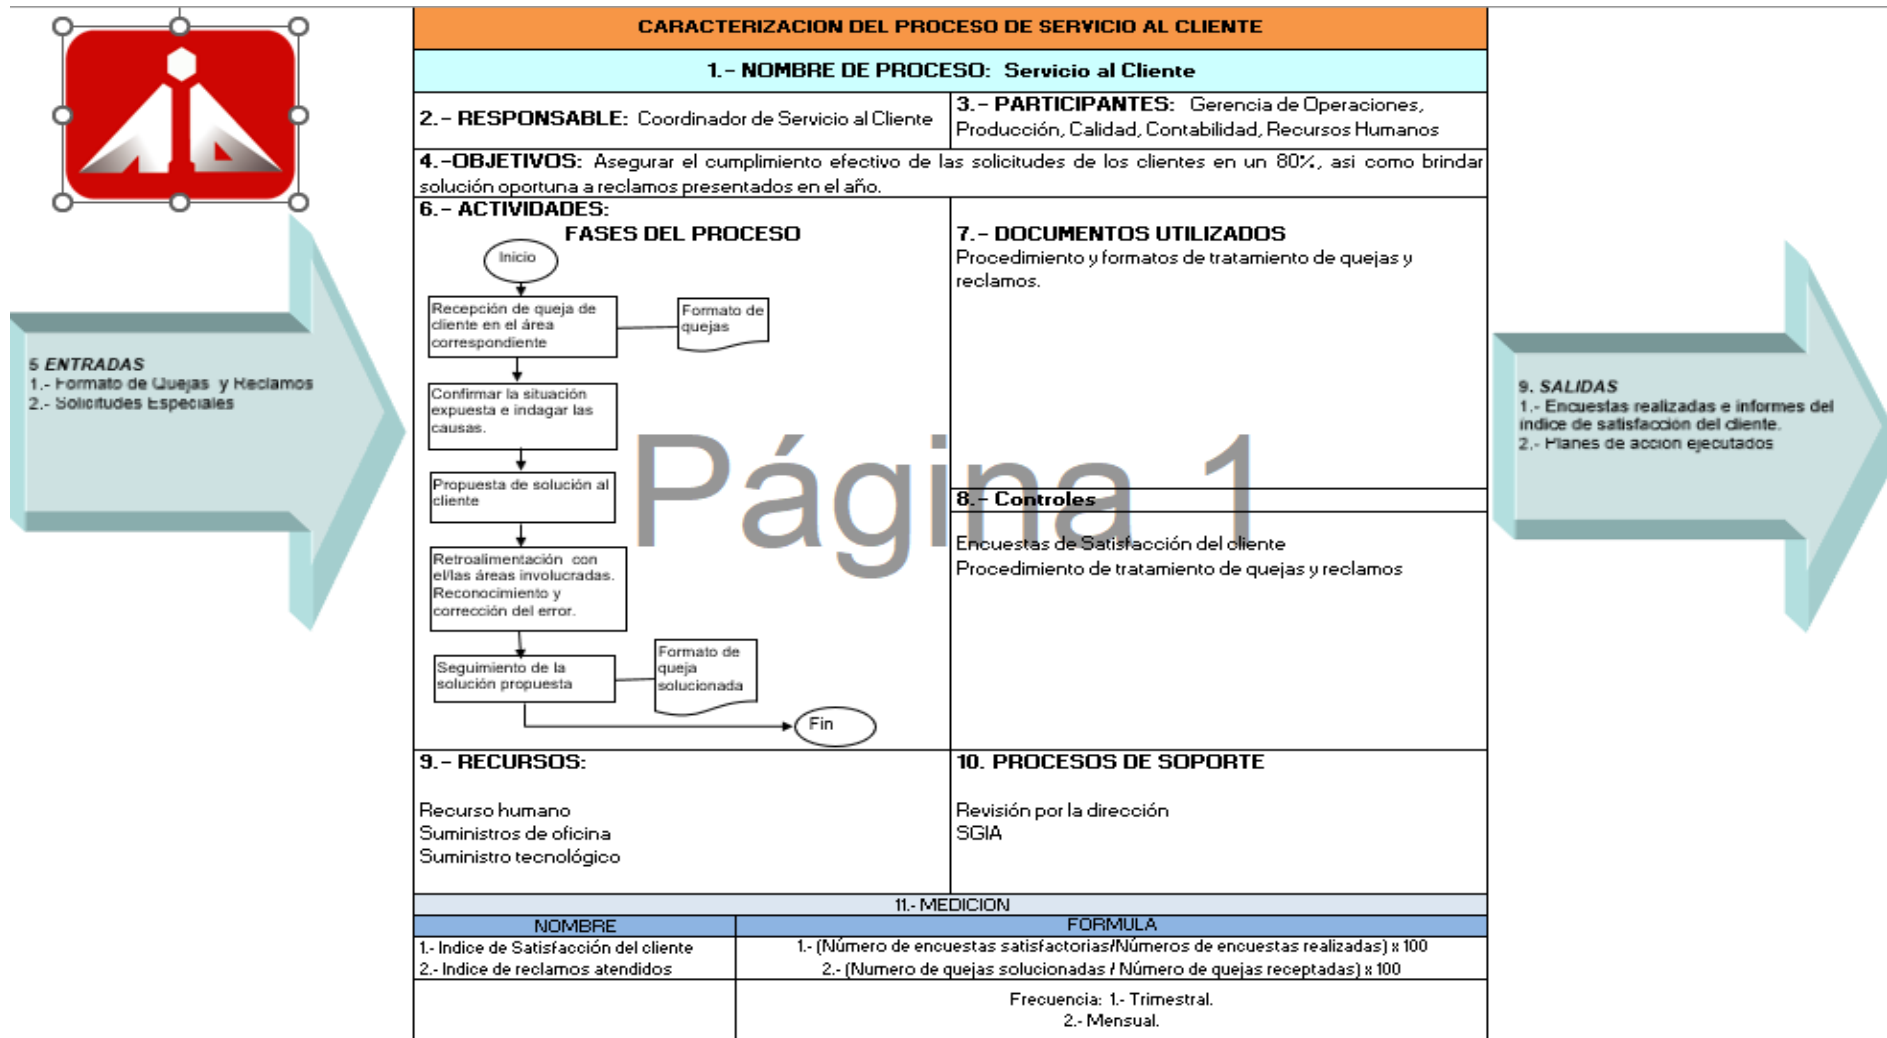 CARACTERIZACION DEL PROCESO DE SERVICIO AL CLIENTE
1.- NOMBRE DE PROCESO: Servicio al Cliente
2.- RESPONSABLE: Coordinador de Servicio al Cliente
3.- PARTICIPANTES: Gerencia de Operaciones,
Producción, Calidad, Contabilidad, Recursos Humanos
4.-OBJETIVOS: Asegurar el cumplimiento efectivo de las solicitudes de los clientes en un 80%, asi como brindar
solución oportuna a reclamos presentados en el año.
5 ENTRADAS
1.- Formato de Quejas y Reclamos
2.- Solicitudes Especiales
6.- ACTIVIDADES:
FASES DEL PROCESO
Inicio
Recepción de queja de
cliente en el área
correspondiente
Formato de
quejas
Confirmar la situación
expuesta e indagar las
causas.
Propuesta de solución al
cliente
Retroalimentación con
el/las áreas involucradas.
Reconocimiento y
corrección del error.
Seguimiento de la
solución propuesta
Formato de
queja
solucionada
Fin
7.- DOCUMENTOS UTILIZADOS
Procedimiento y formatos de tratamiento de quejas y
reclamos.
Página 1
8.- Controles
Encuestas de Satisfacción del cliente
Procedimiento de tratamiento de quejas y reclamos
9. SALIDAS
1.- Encuestas realizadas e informes del
índice de satisfacción del cliente.
2.- Planes de acción ejecutados
9.- RECURSOS:
Recurso humano
Suministros de oficina
Suministro tecnológico
10. PROCESOS DE SOPORTE
Revisión por la dirección
SGIA
11.- MEDICION
NOMBRE
FORMULA
1.- Indice de Satisfacción del cliente
1.- (Número de encuestas satisfactorias/Números de encuestas realizadas) x 100
2.- Indice de reclamos atendidos
2.- (Numero de quejas solucionadas / Número de quejas receptadas) x 100
Frecuencia: 1.- Trimestral.
2.- Mensual.